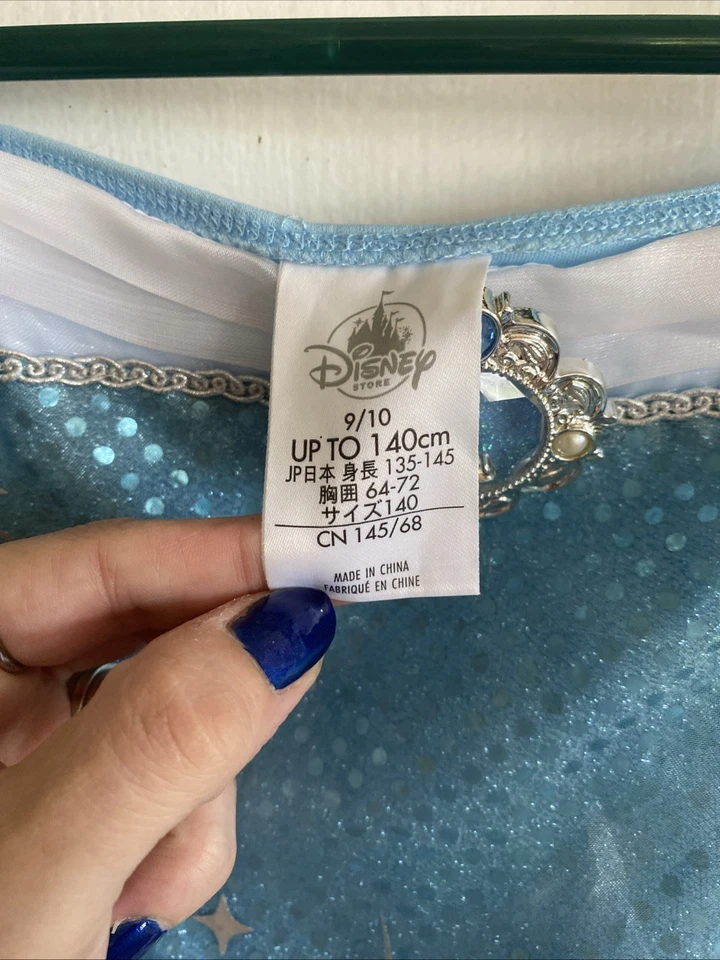 Disney
STORE
9/10
UP TO 140cm
JP日本 身長 135-145
胸囲 64-72
サイズ140
CN 145/68
MADE IN CHINA
FABRIQUÉ EN CHINE